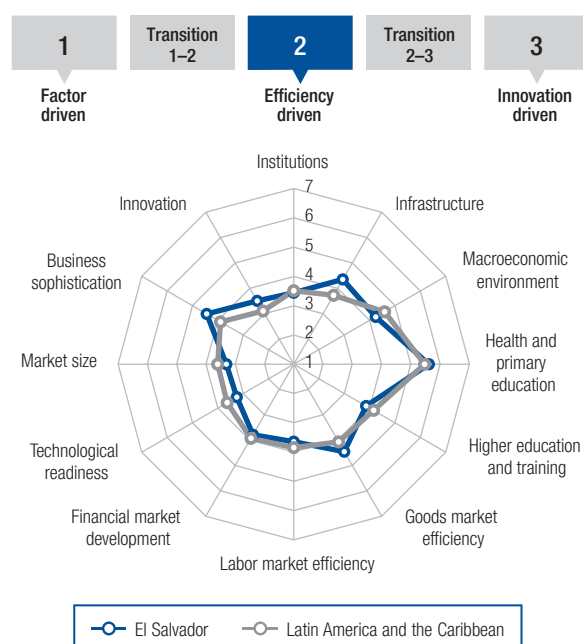 1
Transition
1–2
2
Transition
2–3
3
Factor
driven
Efficiency
driven
Innovation
driven
Institutions
Infrastructure
Macroeconomic
environment
Health and
primary
education
Higher education
and training
Goods market
efficiency
Labor market efficiency
Financial market
development
Technological
readiness
Market size
Business
sophistication
Innovation
7
6
5
4
3
2
1
El Salvador
Latin America and the Caribbean